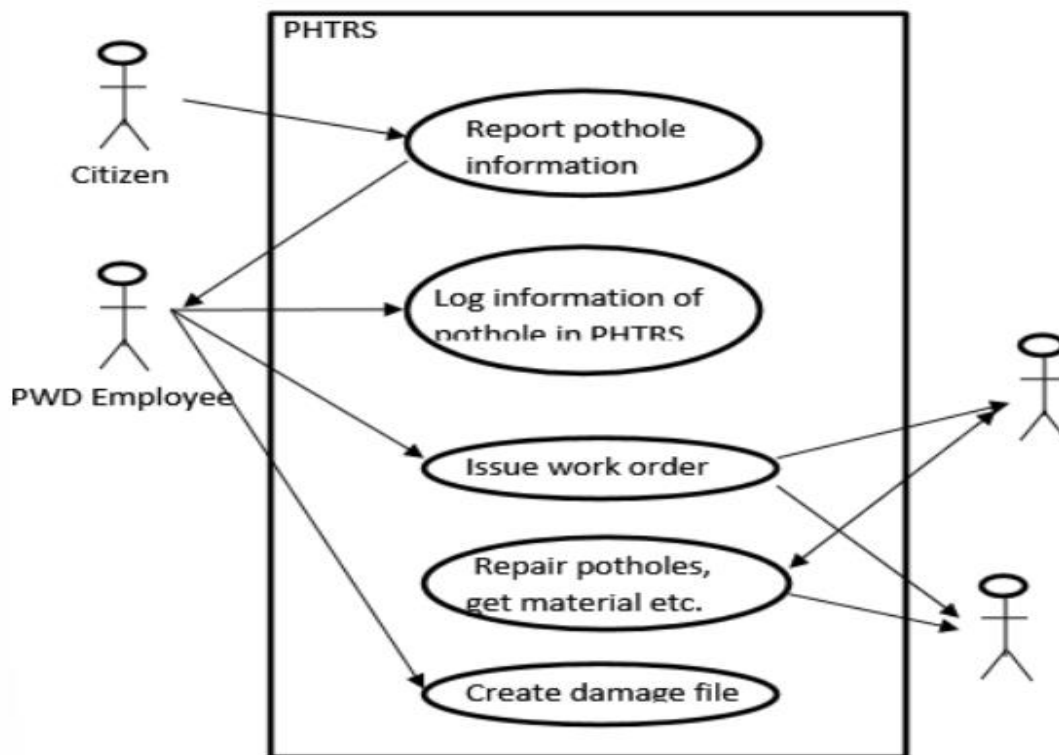 PHTRS
Report pothole
information
Citizen
Log information of
pothole in PHTRS
PWD Employee
Issue work order
Repair potholes,
get material etc.
Create damage file